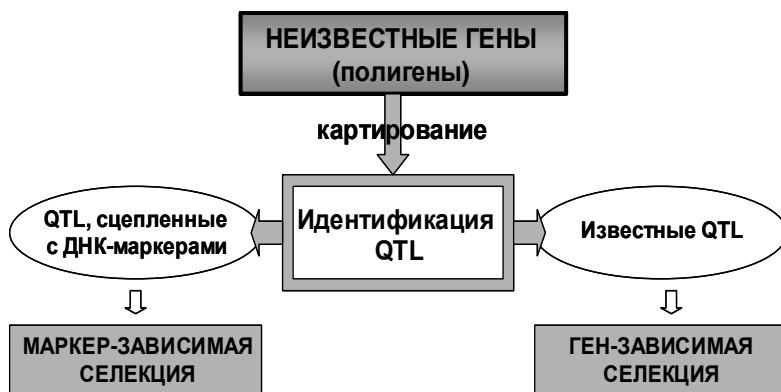 НЕИЗВЕСТНЫЕ ГЕНЫ
(полигены)
картирование
QTL, сцепленные
с ДНК-маркерами
Идентификация
QTL
Известные QTL
МАРКЕР-ЗАВИСИМАЯ
СЕЛЕКЦИЯ
ГЕН-ЗАВИСИМАЯ
СЕЛЕКЦИЯ